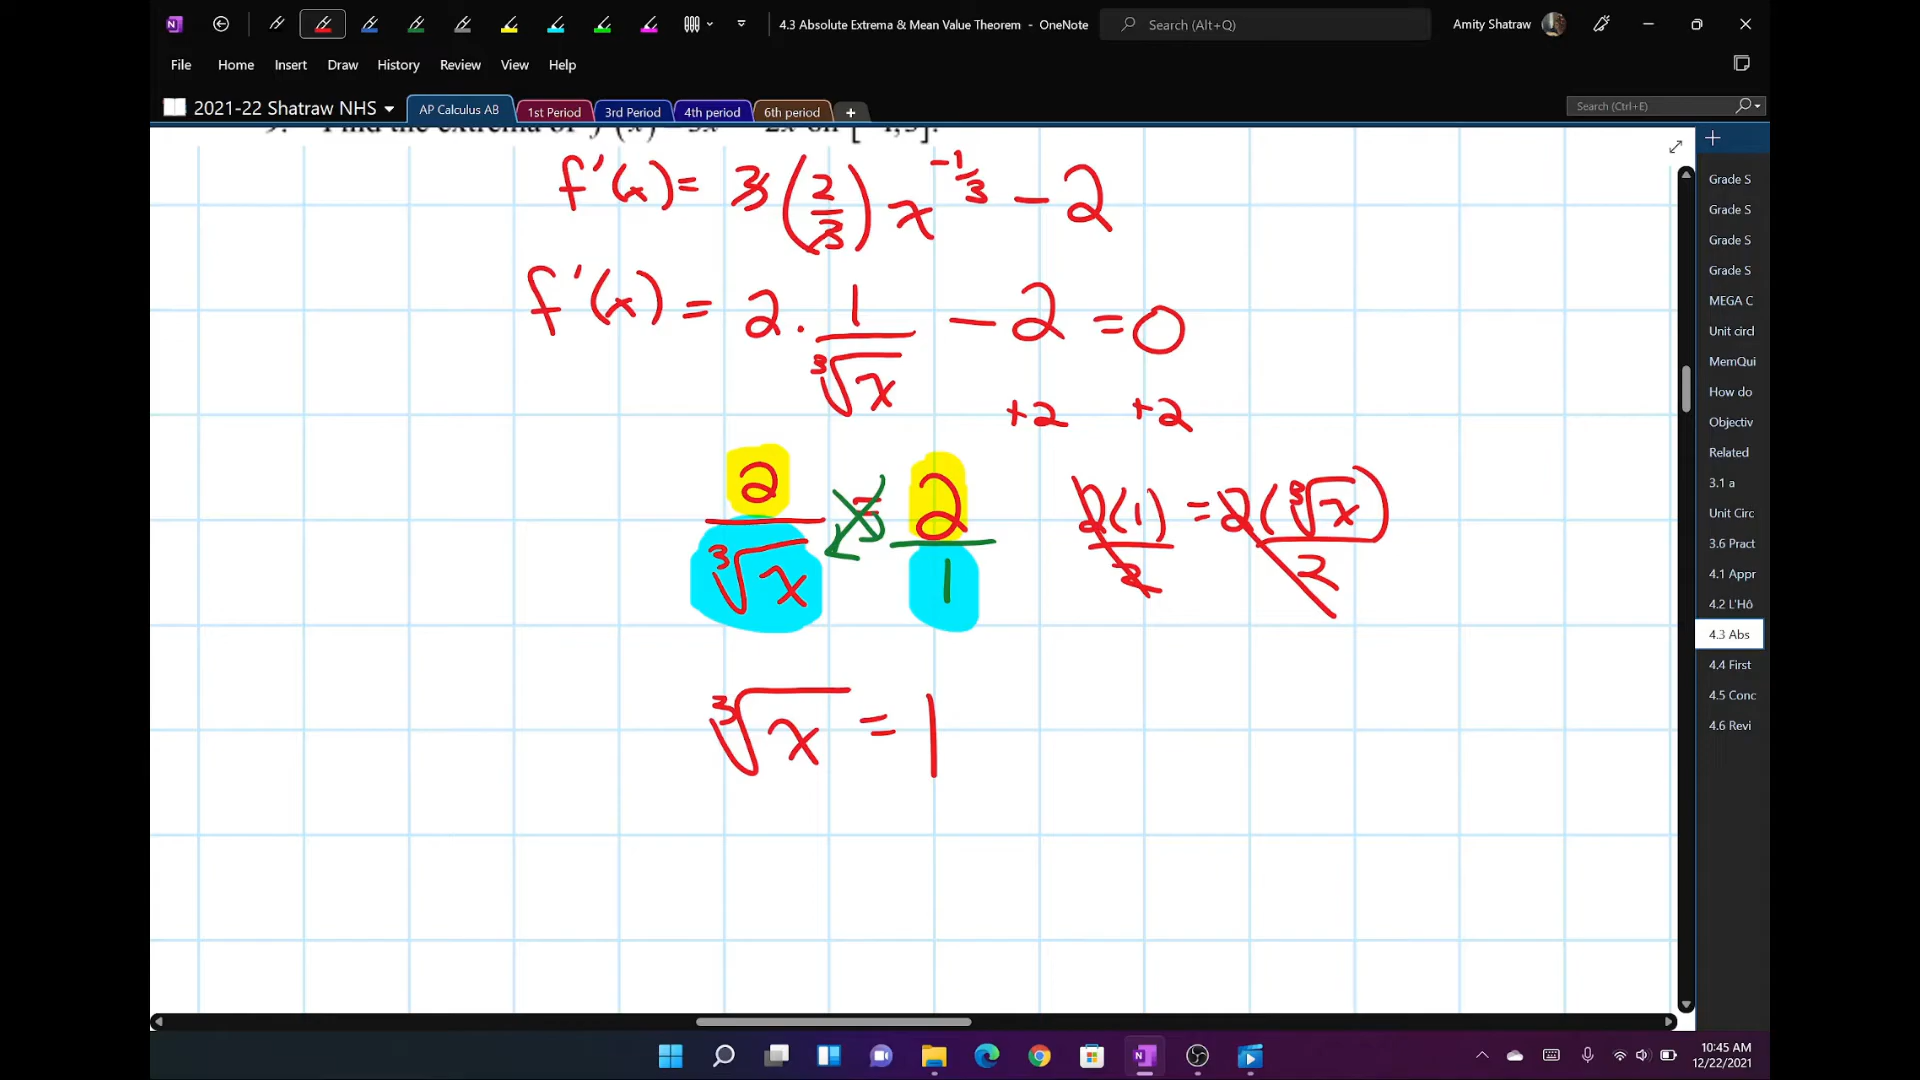 4.3 Absolute Extrema & Mean Value Theorem - OneNote
Search (Alt+Q)
Amity Shatraw
File Home Insert Draw History Review View Help
2021-22 Shatraw NHS
AP Calculus AB 1st Period 3rd Period 4th period 6th period +
Search (Ctrl+E)
Find the extrema of
f'(x) = 3(2/3)x^-1/3 - 2
f'(x) = 2 · 1/∛x - 2 = 0
+2 +2
2/∛x = 2/1
2(1)/2 = 2(∛x)/2
∛x = 1
Grade S
Grade S
Grade S
Grade S
MEGA C
Unit circl
MemQui
How do
Objectiv
Related
3.1 a
Unit Circ
3.6 Pract
4.1 Appr
4.2 L'Hô
4.3 Abs
4.4 First
4.5 Conc
4.6 Revi
10:45 AM
12/22/2021